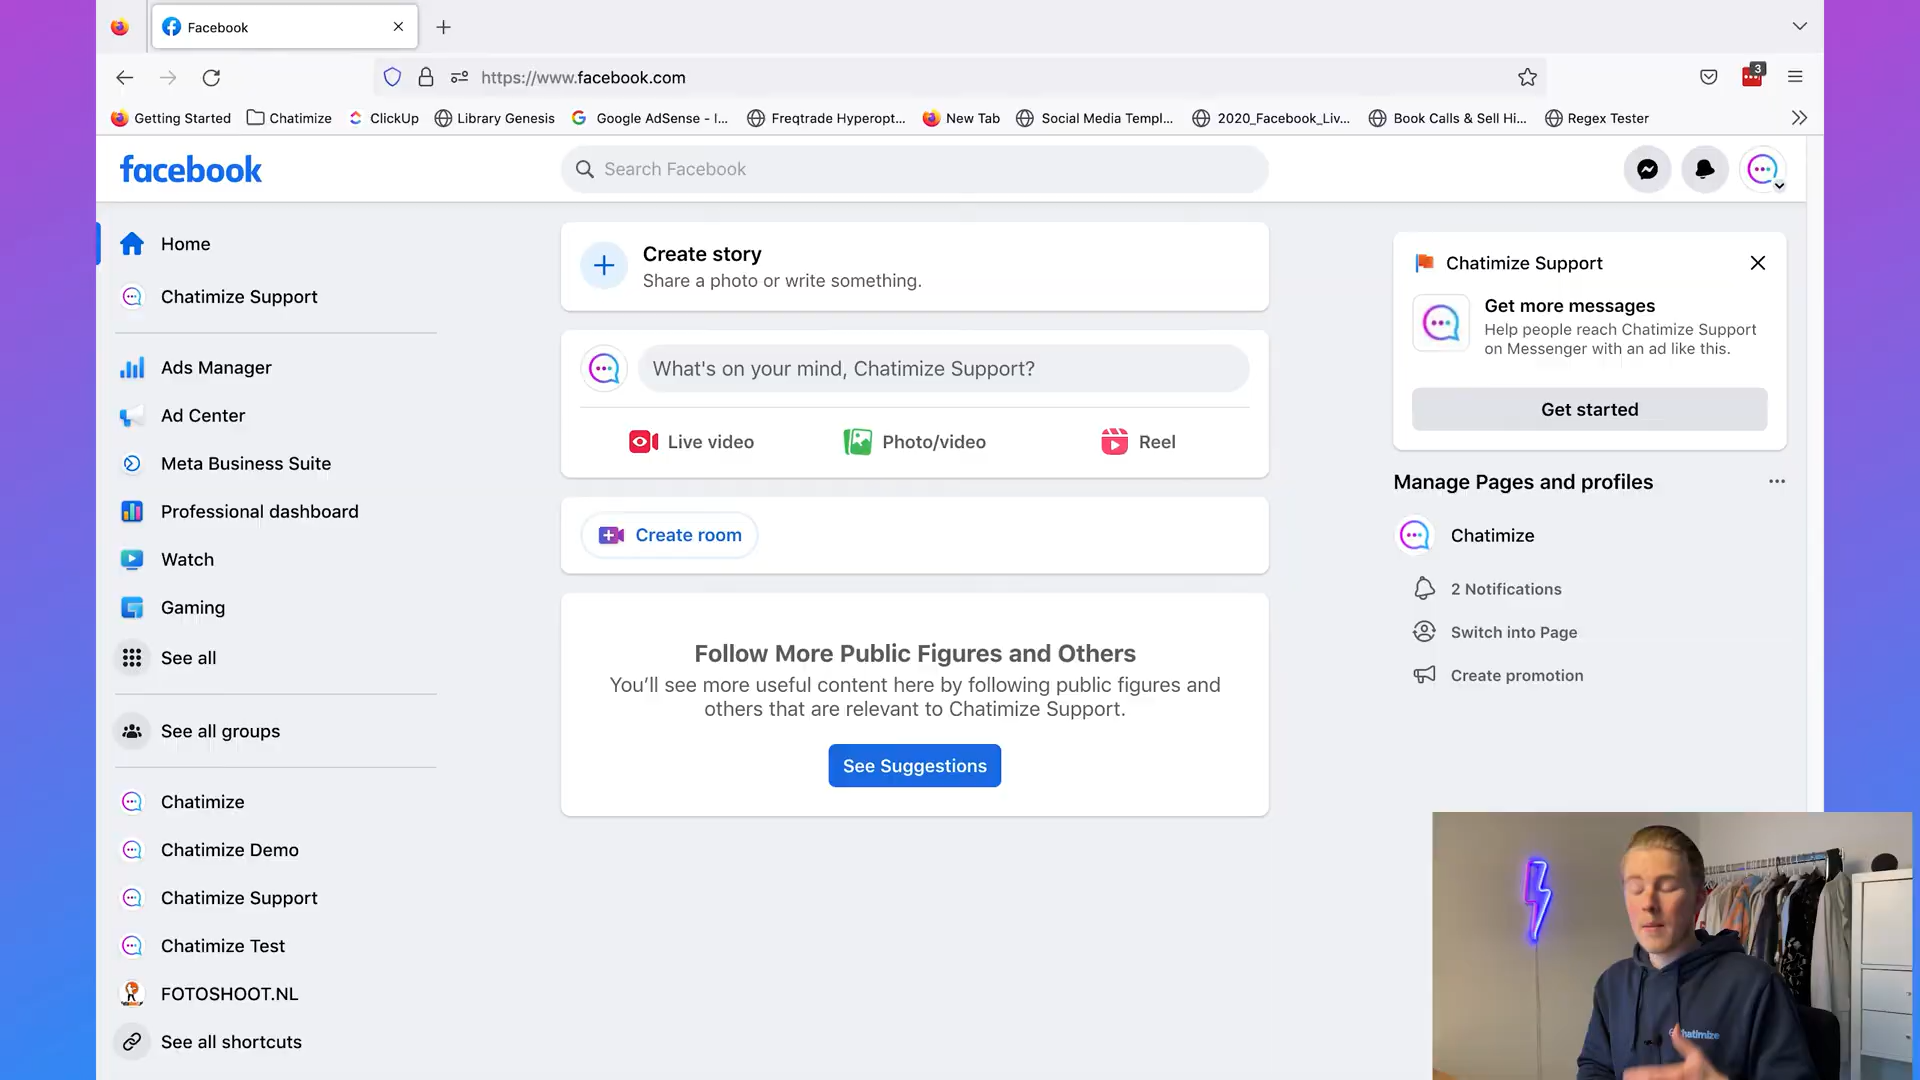 Facebook
https://www.facebook.com
3
Getting Started
Chatimize
ClickUp
Library Genesis
Google AdSense - I...
Freqtrade Hyperopt...
New Tab
Social Media Templ...
2020_Facebook_Liv...
Book Calls & Sell Hi...
Regex Tester
facebook
Search Facebook
Home
Chatimize Support
Ads Manager
Ad Center
Meta Business Suite
Professional dashboard
Watch
Gaming
See all
See all groups
Chatimize
Chatimize Demo
Chatimize Support
Chatimize Test
FOTOSHOOT.NL
See all shortcuts
Create story
Share a photo or write something.
What's on your mind, Chatimize Support?
Live video
Photo/video
Reel
Create room
Follow More Public Figures and Others
You’ll see more useful content here by following public figures and
others that are relevant to Chatimize Support.
See Suggestions
Chatimize Support
Get more messages
Help people reach Chatimize Support
on Messenger with an ad like this.
Get started
Manage Pages and profiles
Chatimize
2 Notifications
Switch into Page
Create promotion